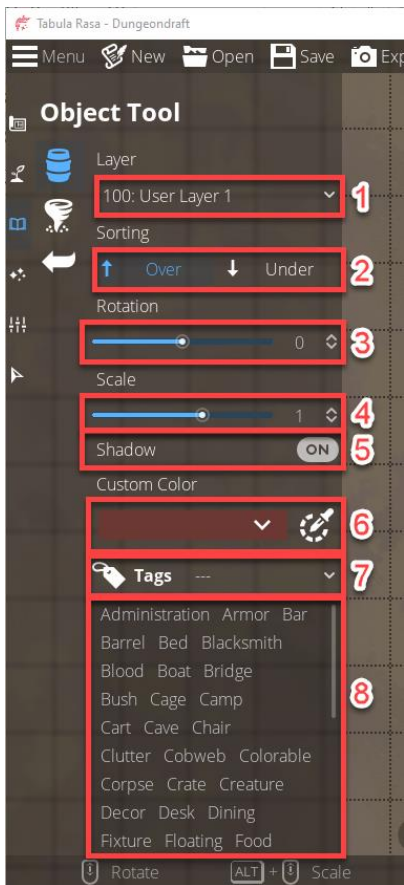 Tabula Rasa - Dungeondraft
Menu New Open Save Exp
Object Tool
Layer
100: User Layer 1
1
Sorting
Over Under
2
Rotation
0
3
Scale
1
4
Shadow ON
5
Custom Color
6
Tags ---
7
Administration Armor Bar
Barrel Bed Blacksmith
Blood Boat Bridge
Bush Cage Camp
8
Cart Cave Chair
Clutter Cobweb Colorable
Corpse Crate Creature
Decor Desk Dining
Fixture Floating Food
Rotate ALT + Scale